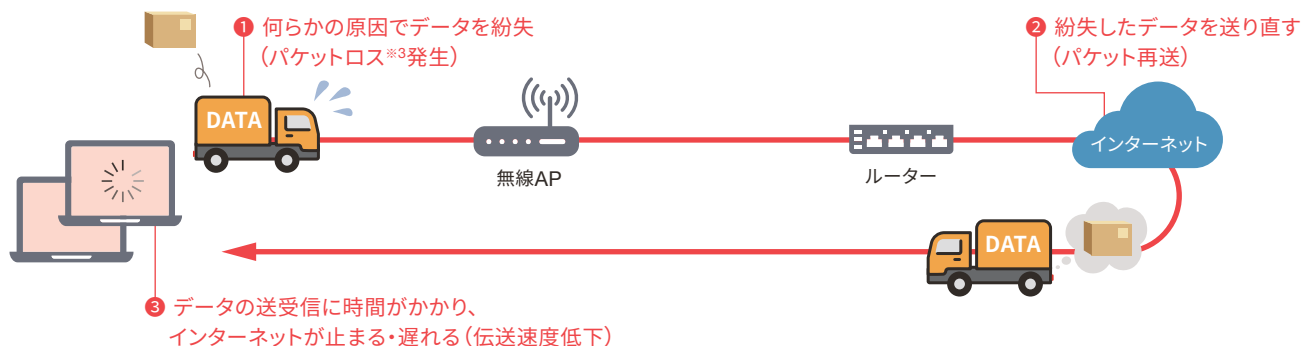 ❶ 何らかの原因でデータを紛失
（パケットロス※3発生）
❷ 紛失したデータを送り直す
（パケット再送）
DATA
無線AP
ルーター
インターネット
DATA
❸ データの送受信に時間がかかり、
インターネットが止まる・遅れる（伝送速度低下）